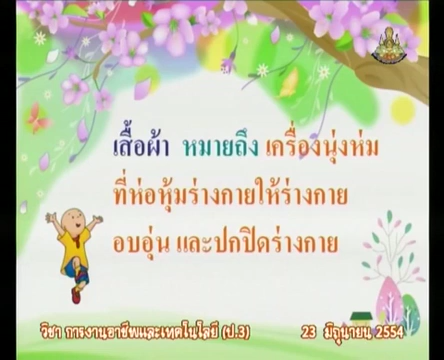 เสื้อผ้า หมายถึง เครื่องนุ่งห่ม
ที่ห่อหุ้มร่างกายให้ร่างกาย
อบอุ่น และปกปิดร่างกาย
วิชา การงานอาชีพและเทคโนโลยี (ป.3) 23 มิถุนายน 2554